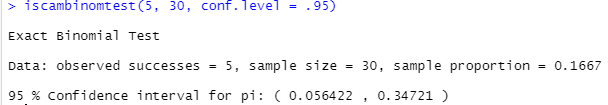 > iscambinomtest(5, 30, conf.level = .95)
Exact Binomial Test
Data: observed successes = 5, sample size = 30, sample proportion = 0.1667
95 % Confidence interval for pi: ( 0.056422 , 0.34721 )